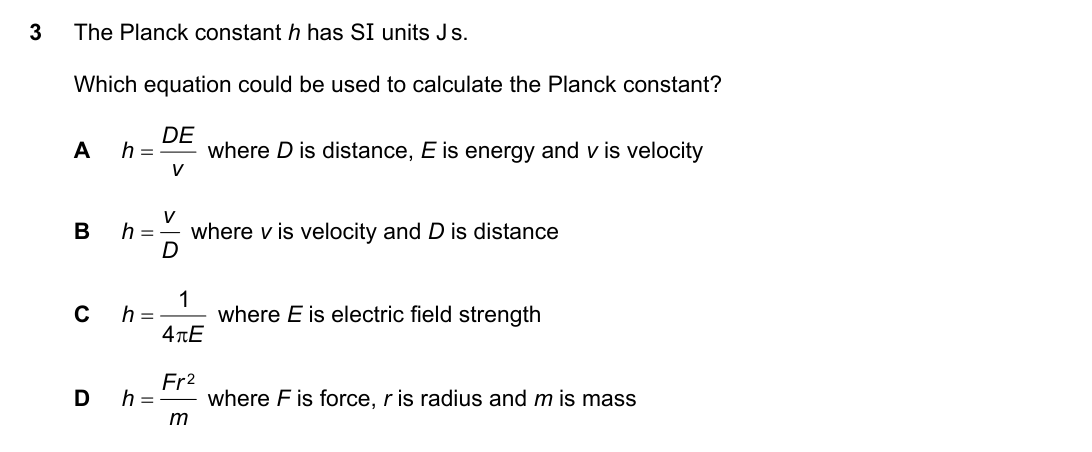 3 The Planck constant h has SI units J s.
Which equation could be used to calculate the Planck constant?
A h = DE/v where D is distance, E is energy and v is velocity
B h = v/D where v is velocity and D is distance
C h = 1/4πE where E is electric field strength
D h = Fr²/m where F is force, r is radius and m is mass